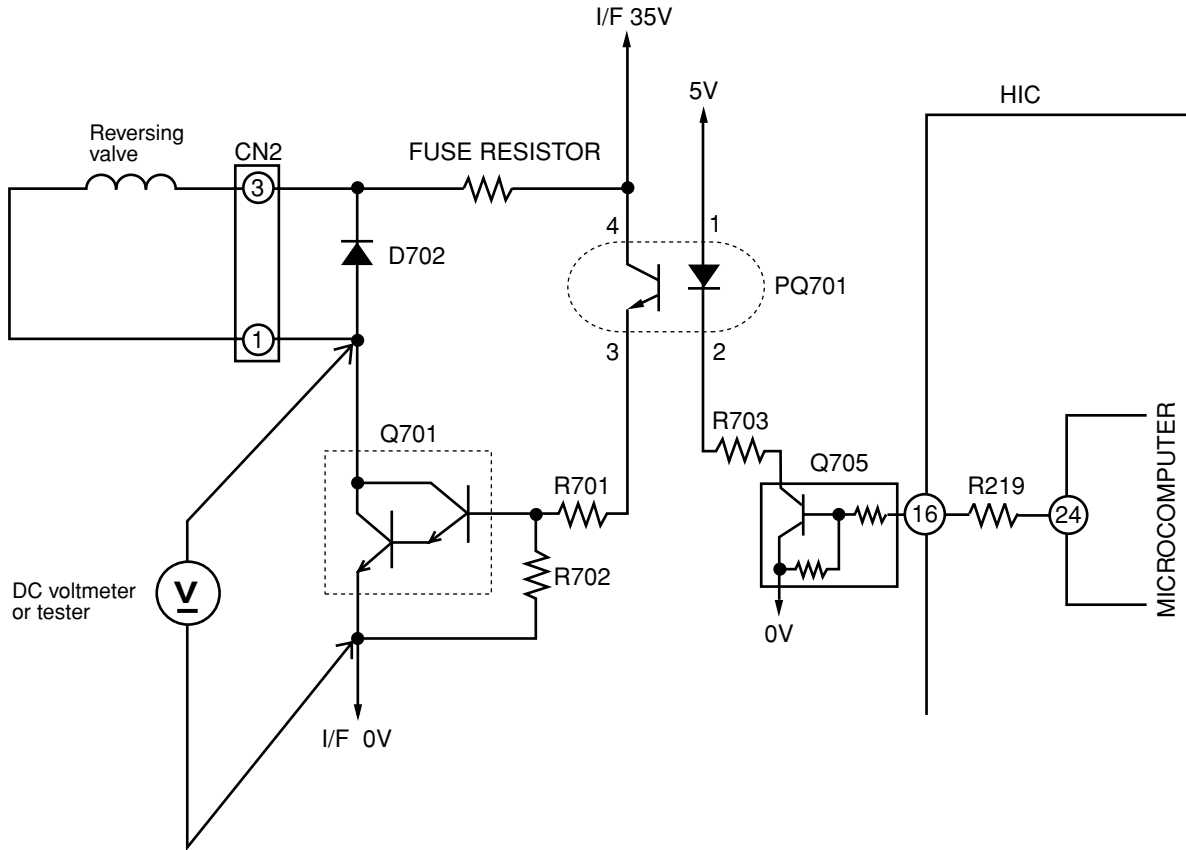 I/F 35V
5V
HIC
Reversing
valve
CN2
FUSE RESISTOR
3
4
1
D702
PQ701
1
3
2
R703
Q701
Q705
R701
R219
16
24
MICROCOMPUTER
R702
DC voltmeter
or tester
V
0V
I/F 0V